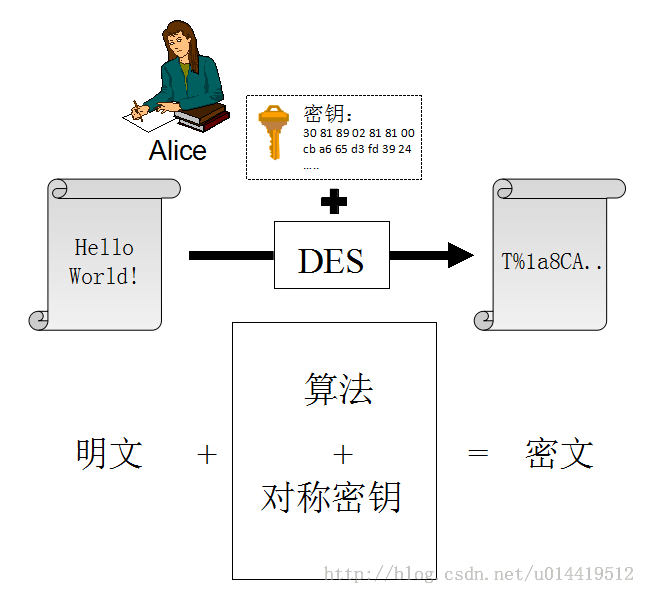 Alice
密钥:
30 81 89 02 81 81 00
cb a6 65 d3 fd 39 24
.....
Hello
World!
+
DES
T%1a8CA..
明文 + 算法 + 对称密钥 = 密文
http://blog.csdn.net/u014419512